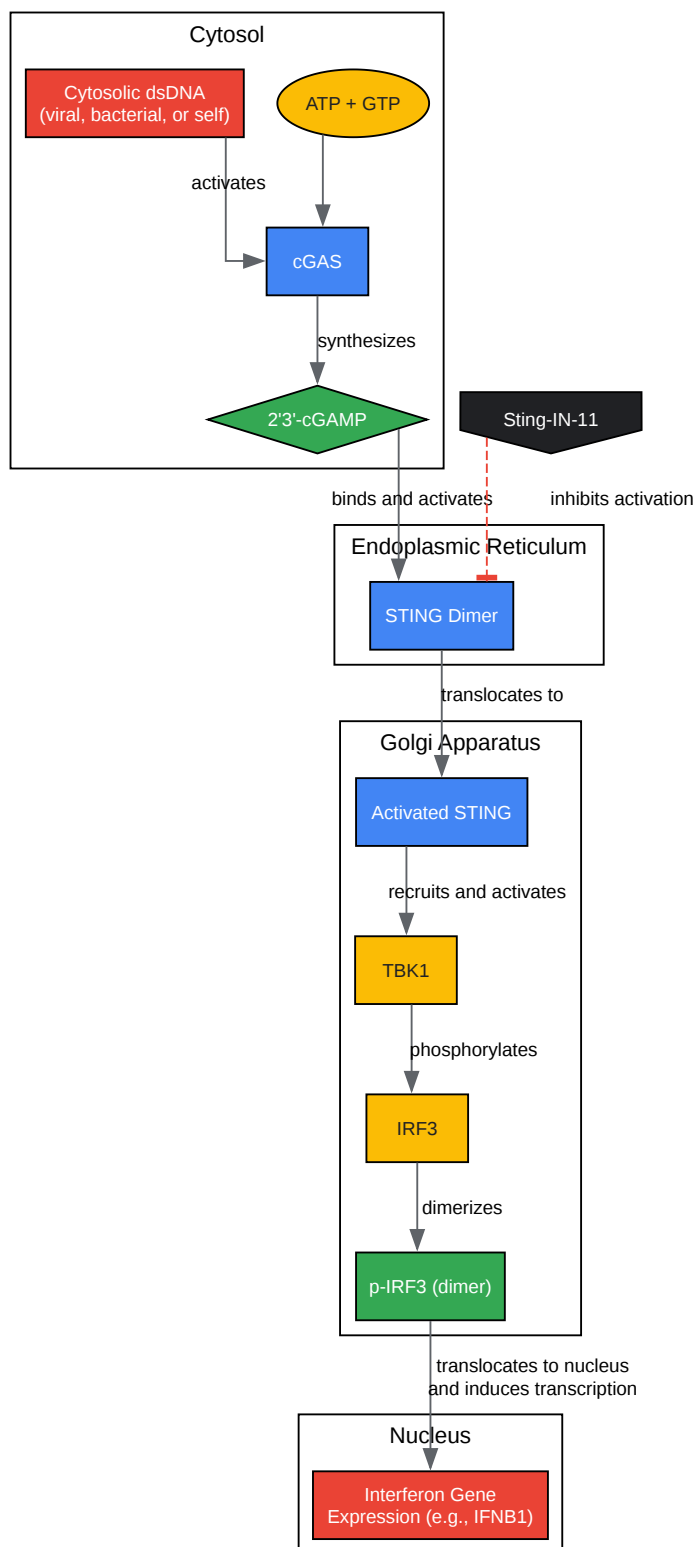 Cytosol
Cytosolic dsDNA
(viral, bacterial, or self)
ATP + GTP
activates
cGAS
synthesizes
2'3'-cGAMP
Sting-IN-11
binds and activates
inhibits activation
Endoplasmic Reticulum
STING Dimer
translocates to
Golgi Apparatus
Activated STING
recruits and activates
TBK1
phosphorylates
IRF3
dimerizes
p-IRF3 (dimer)
translocates to nucleus
and induces transcription
Nucleus
Interferon Gene
Expression (e.g., IFNB1)